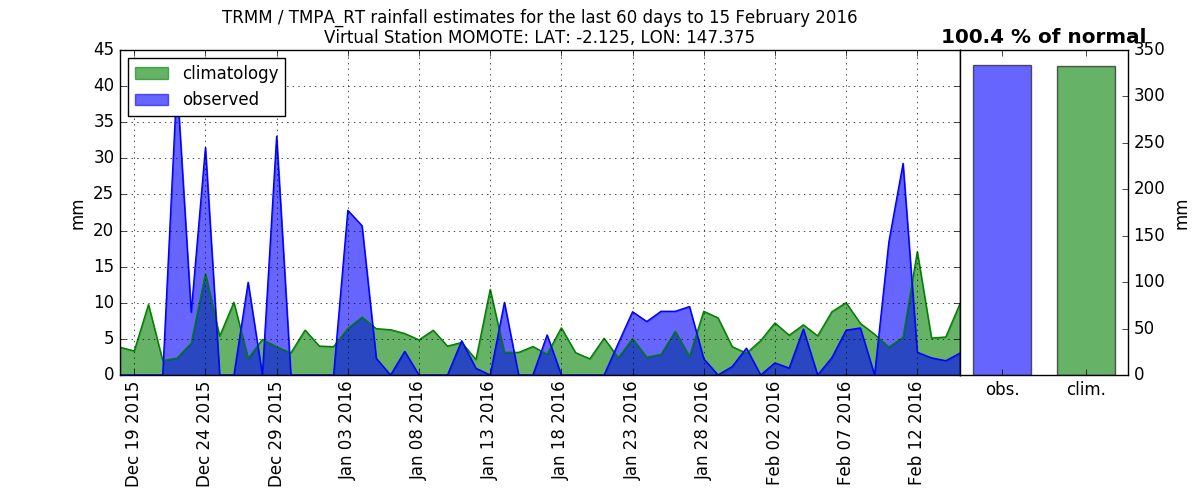 TRMM / TMPA_RT rainfall estimates for the last 60 days to 15 February 2016
Virtual Station MOMOTE: LAT: -2.125, LON: 147.375
100.4 % of normal
climatology
observed
45
40
35
30
25
20
15
10
5
0
mm
Dec 19 2015
Dec 24 2015
Dec 29 2015
Jan 03 2016
Jan 08 2016
Jan 13 2016
Jan 18 2016
Jan 23 2016
Jan 28 2016
Feb 02 2016
Feb 07 2016
Feb 12 2016
350
300
250
200
150
100
50
0
mm
obs.
clim.